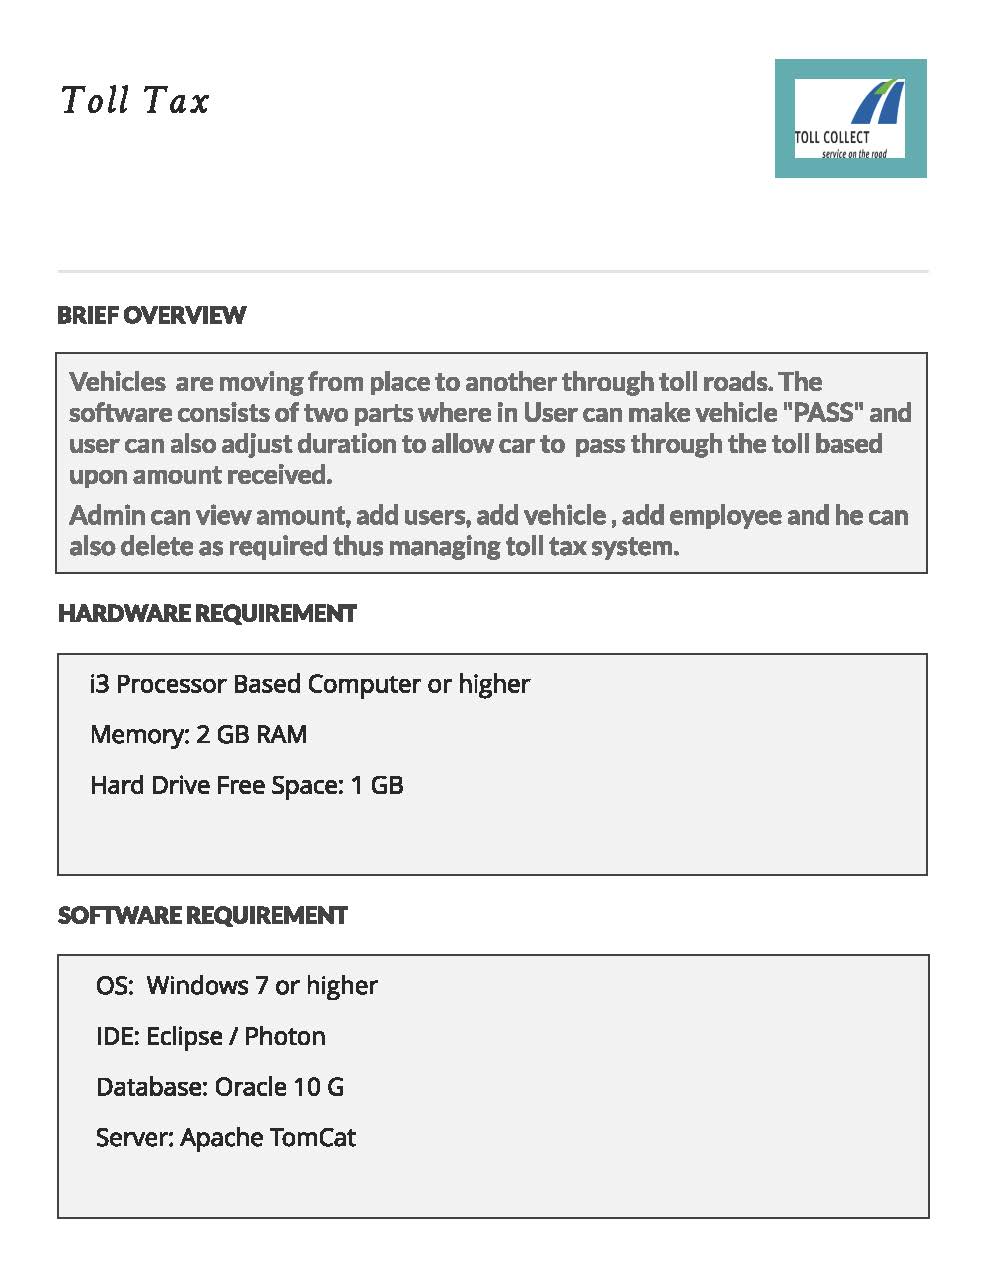 Toll Tax
TOLL COLLECT
service on the road
BRIEF OVERVIEW
Vehicles are moving from place to another through toll roads. The
software consists of two parts where in User can make vehicle "PASS" and
user can also adjust duration to allow car to pass through the toll based
upon amount received.
Admin can view amount, add users, add vehicle , add employee and he can
also delete as required thus managing toll tax system.
HARDWARE REQUIREMENT
i3 Processor Based Computer or higher
Memory: 2 GB RAM
Hard Drive Free Space: 1 GB
SOFTWARE REQUIREMENT
OS: Windows 7 or higher
IDE: Eclipse / Photon
Database: Oracle 10 G
Server: Apache TomCat